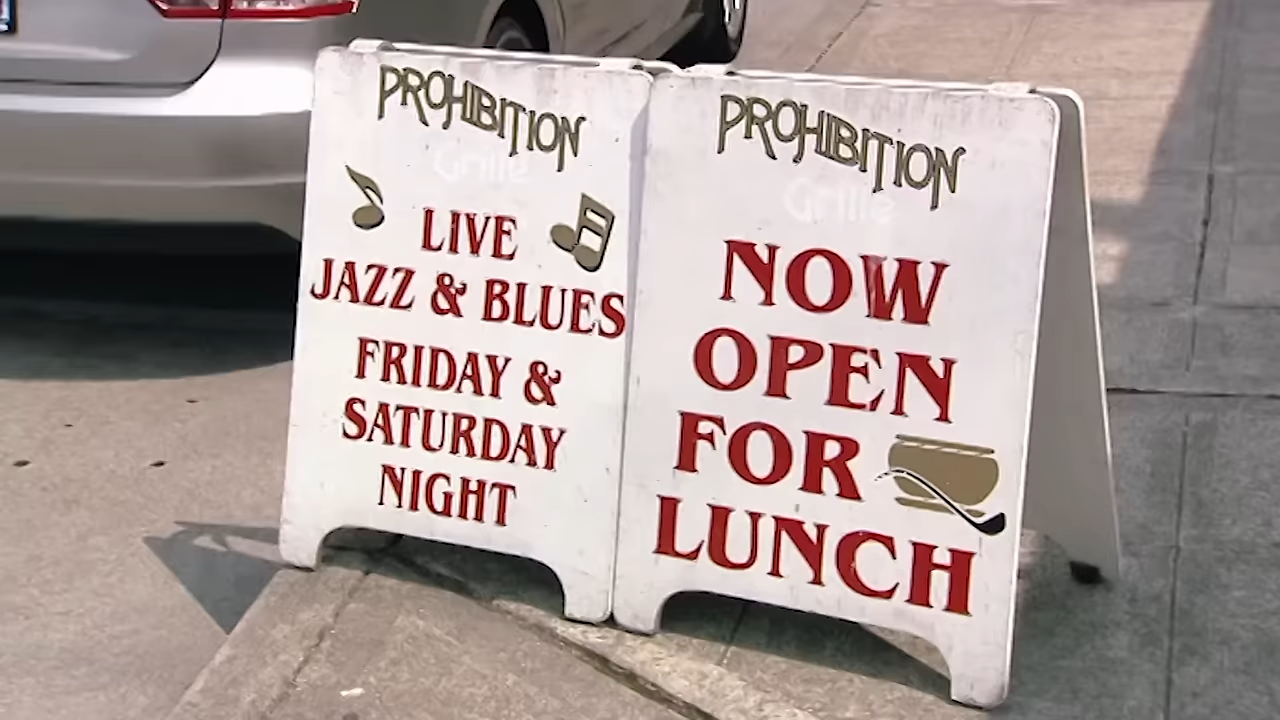 PROHIBITION
Grille
LIVE
JAZZ & BLUES
FRIDAY &
SATURDAY
NIGHT
PROHIBITION
Grille
NOW
OPEN
FOR
LUNCH